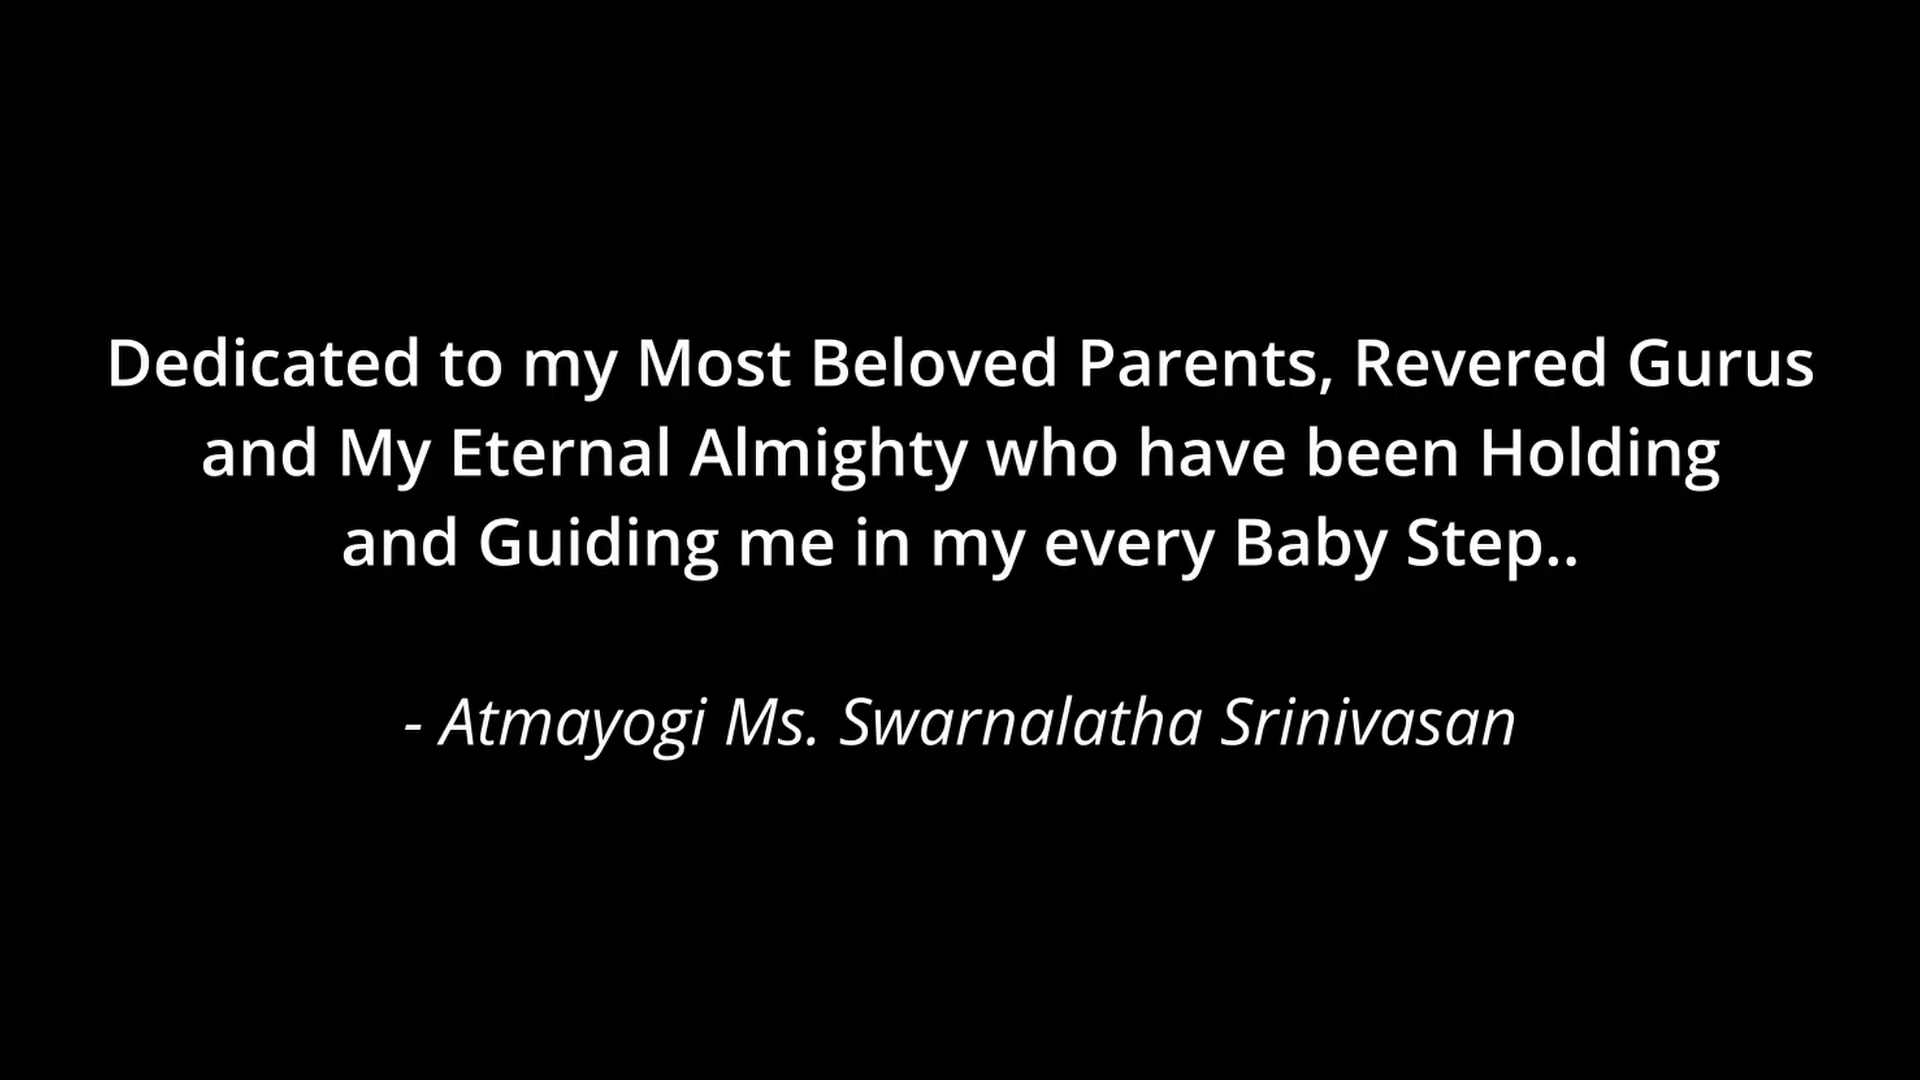 Dedicated to my Most Beloved Parents, Revered Gurus
and My Eternal Almighty who have been Holding
and Guiding me in my every Baby Step..
- Atmayogi Ms. Swarnalatha Srinivasan